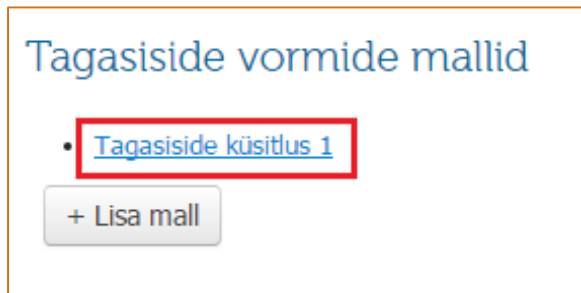 Tagasiside vormide mallid
Tagasiside küsitlus 1
+ Lisa mall